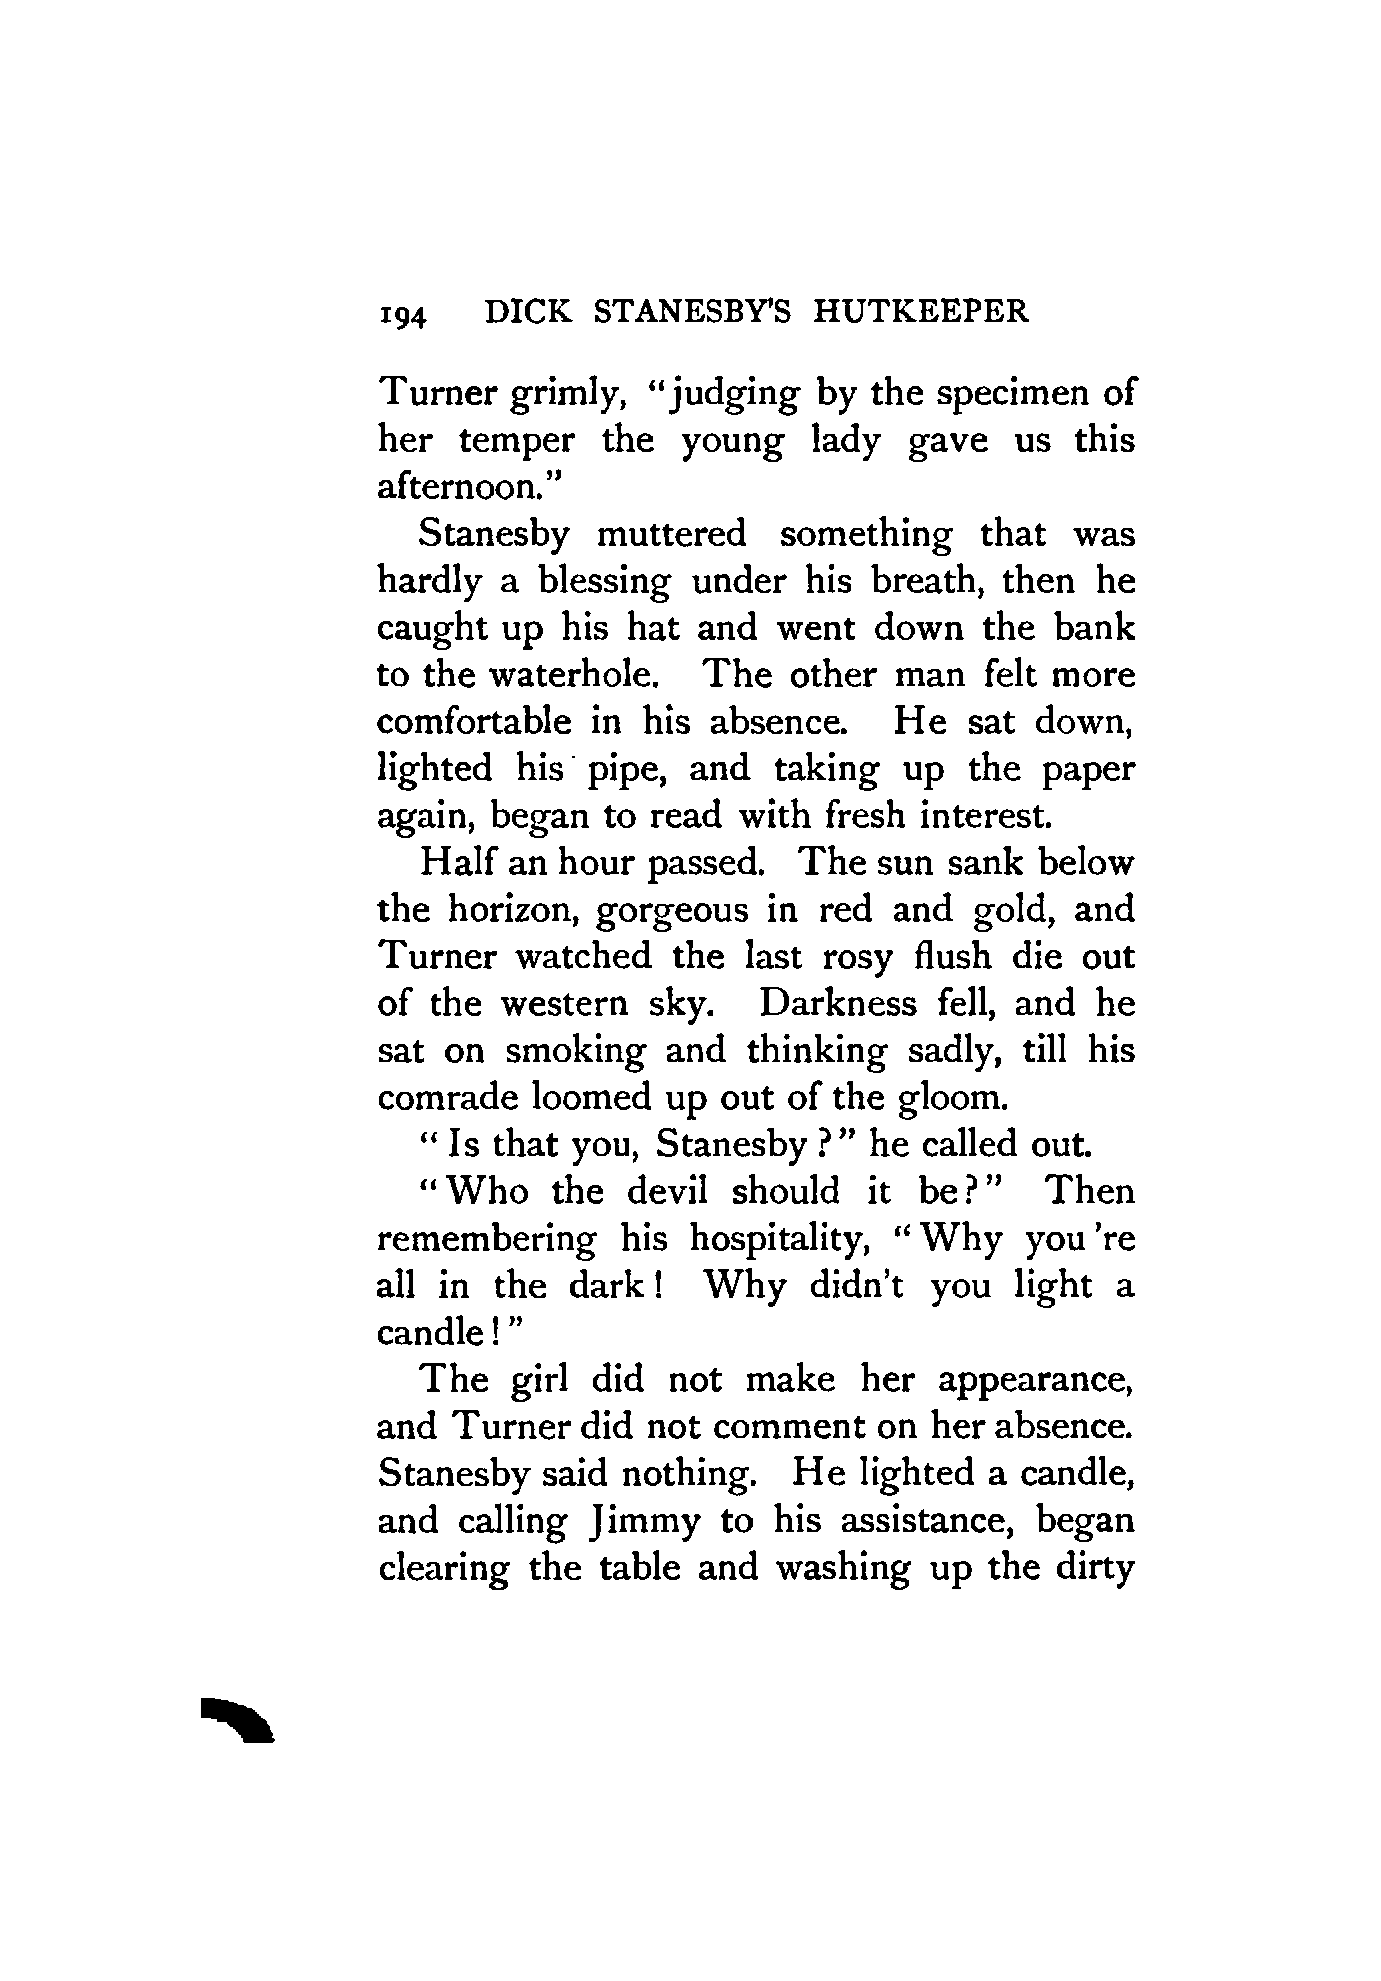 194 DICK STANESBY'S HUTKEEPER
Turner grimly, "judging by the specimen of
her temper the young lady gave us this
afternoon."
Stanesby muttered something that was
hardly a blessing under his breath, then he
caught up his hat and went down the bank
to the waterhole. The other man felt more
comfortable in his absence. He sat down,
lighted his pipe, and taking up the paper
again, began to read with fresh interest.
Half an hour passed. The sun sank below
the horizon, gorgeous in red and gold, and
Turner watched the last rosy flush die out
of the western sky. Darkness fell, and he
sat on smoking and thinking sadly, till his
comrade loomed up out of the gloom.
"Is that you, Stanesby?" he called out.
"Who the devil should it be?" Then
remembering his hospitality, "Why you're
all in the dark! Why didn't you light a
candle!"
The girl did not make her appearance,
and Turner did not comment on her absence.
Stanesby said nothing. He lighted a candle,
and calling Jimmy to his assistance, began
clearing the table and washing up the dirty